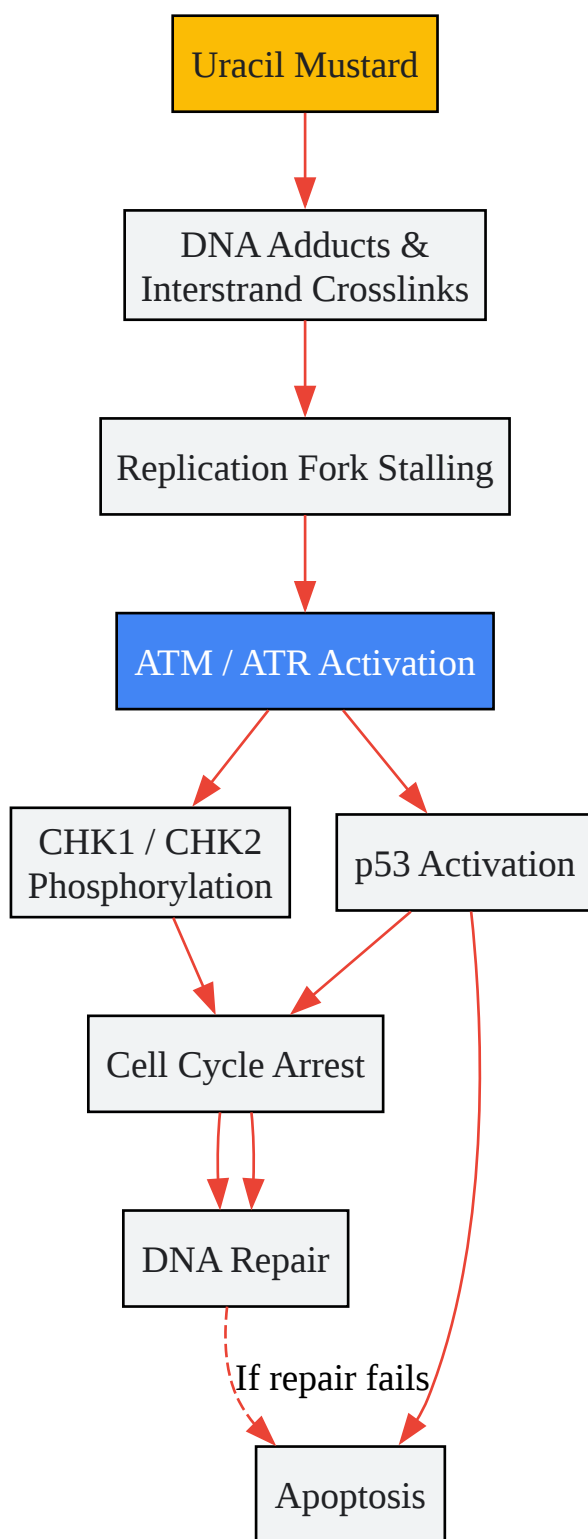 Uracil Mustard
DNA Adducts &
Interstrand Crosslinks
Replication Fork Stalling
ATM / ATR Activation
CHK1 / CHK2
Phosphorylation
p53 Activation
Cell Cycle Arrest
DNA Repair
If repair fails
Apoptosis